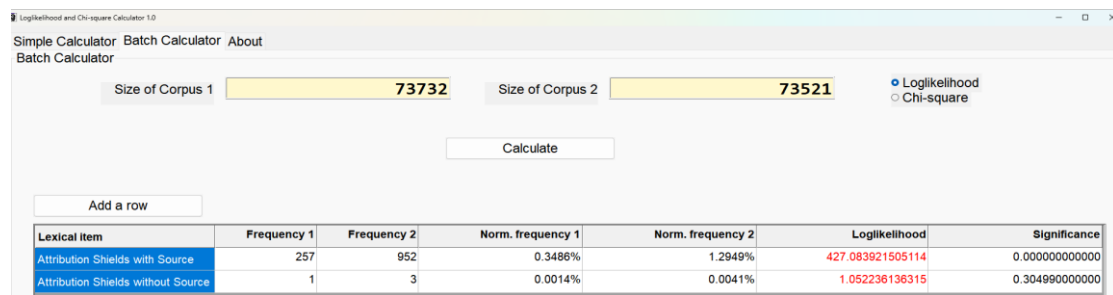 Loglikelihood and Chi-square Calculator 1.0
Simple Calculator Batch Calculator About
Batch Calculator
Size of Corpus 1 73732 Size of Corpus 2 73521 Loglikelihood
Chi-square
Calculate
Add a row
Lexical item Frequency 1 Frequency 2 Norm. frequency 1 Norm. frequency 2 Loglikelihood Significance
Attribution Shields with Source 257 952 0.3486% 1.2949% 427.083921505114 0.000000000000
Attribution Shields without Source 1 3 0.0014% 0.0041% 1.052236136315 0.304990000000